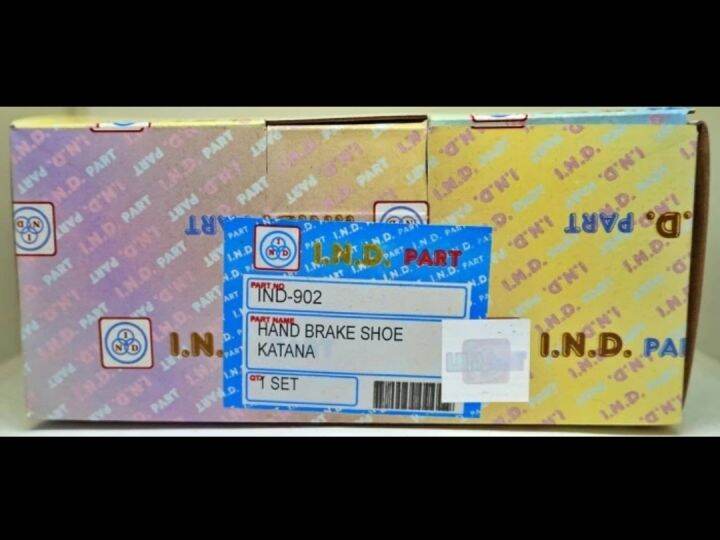 I.N.D. PART
PART NO
IND-902
PART NAME
HAND BRAKE SHOE
KATANA
QTY
1 SET
I.N.D. PART
I.N.
I.N.D. PA